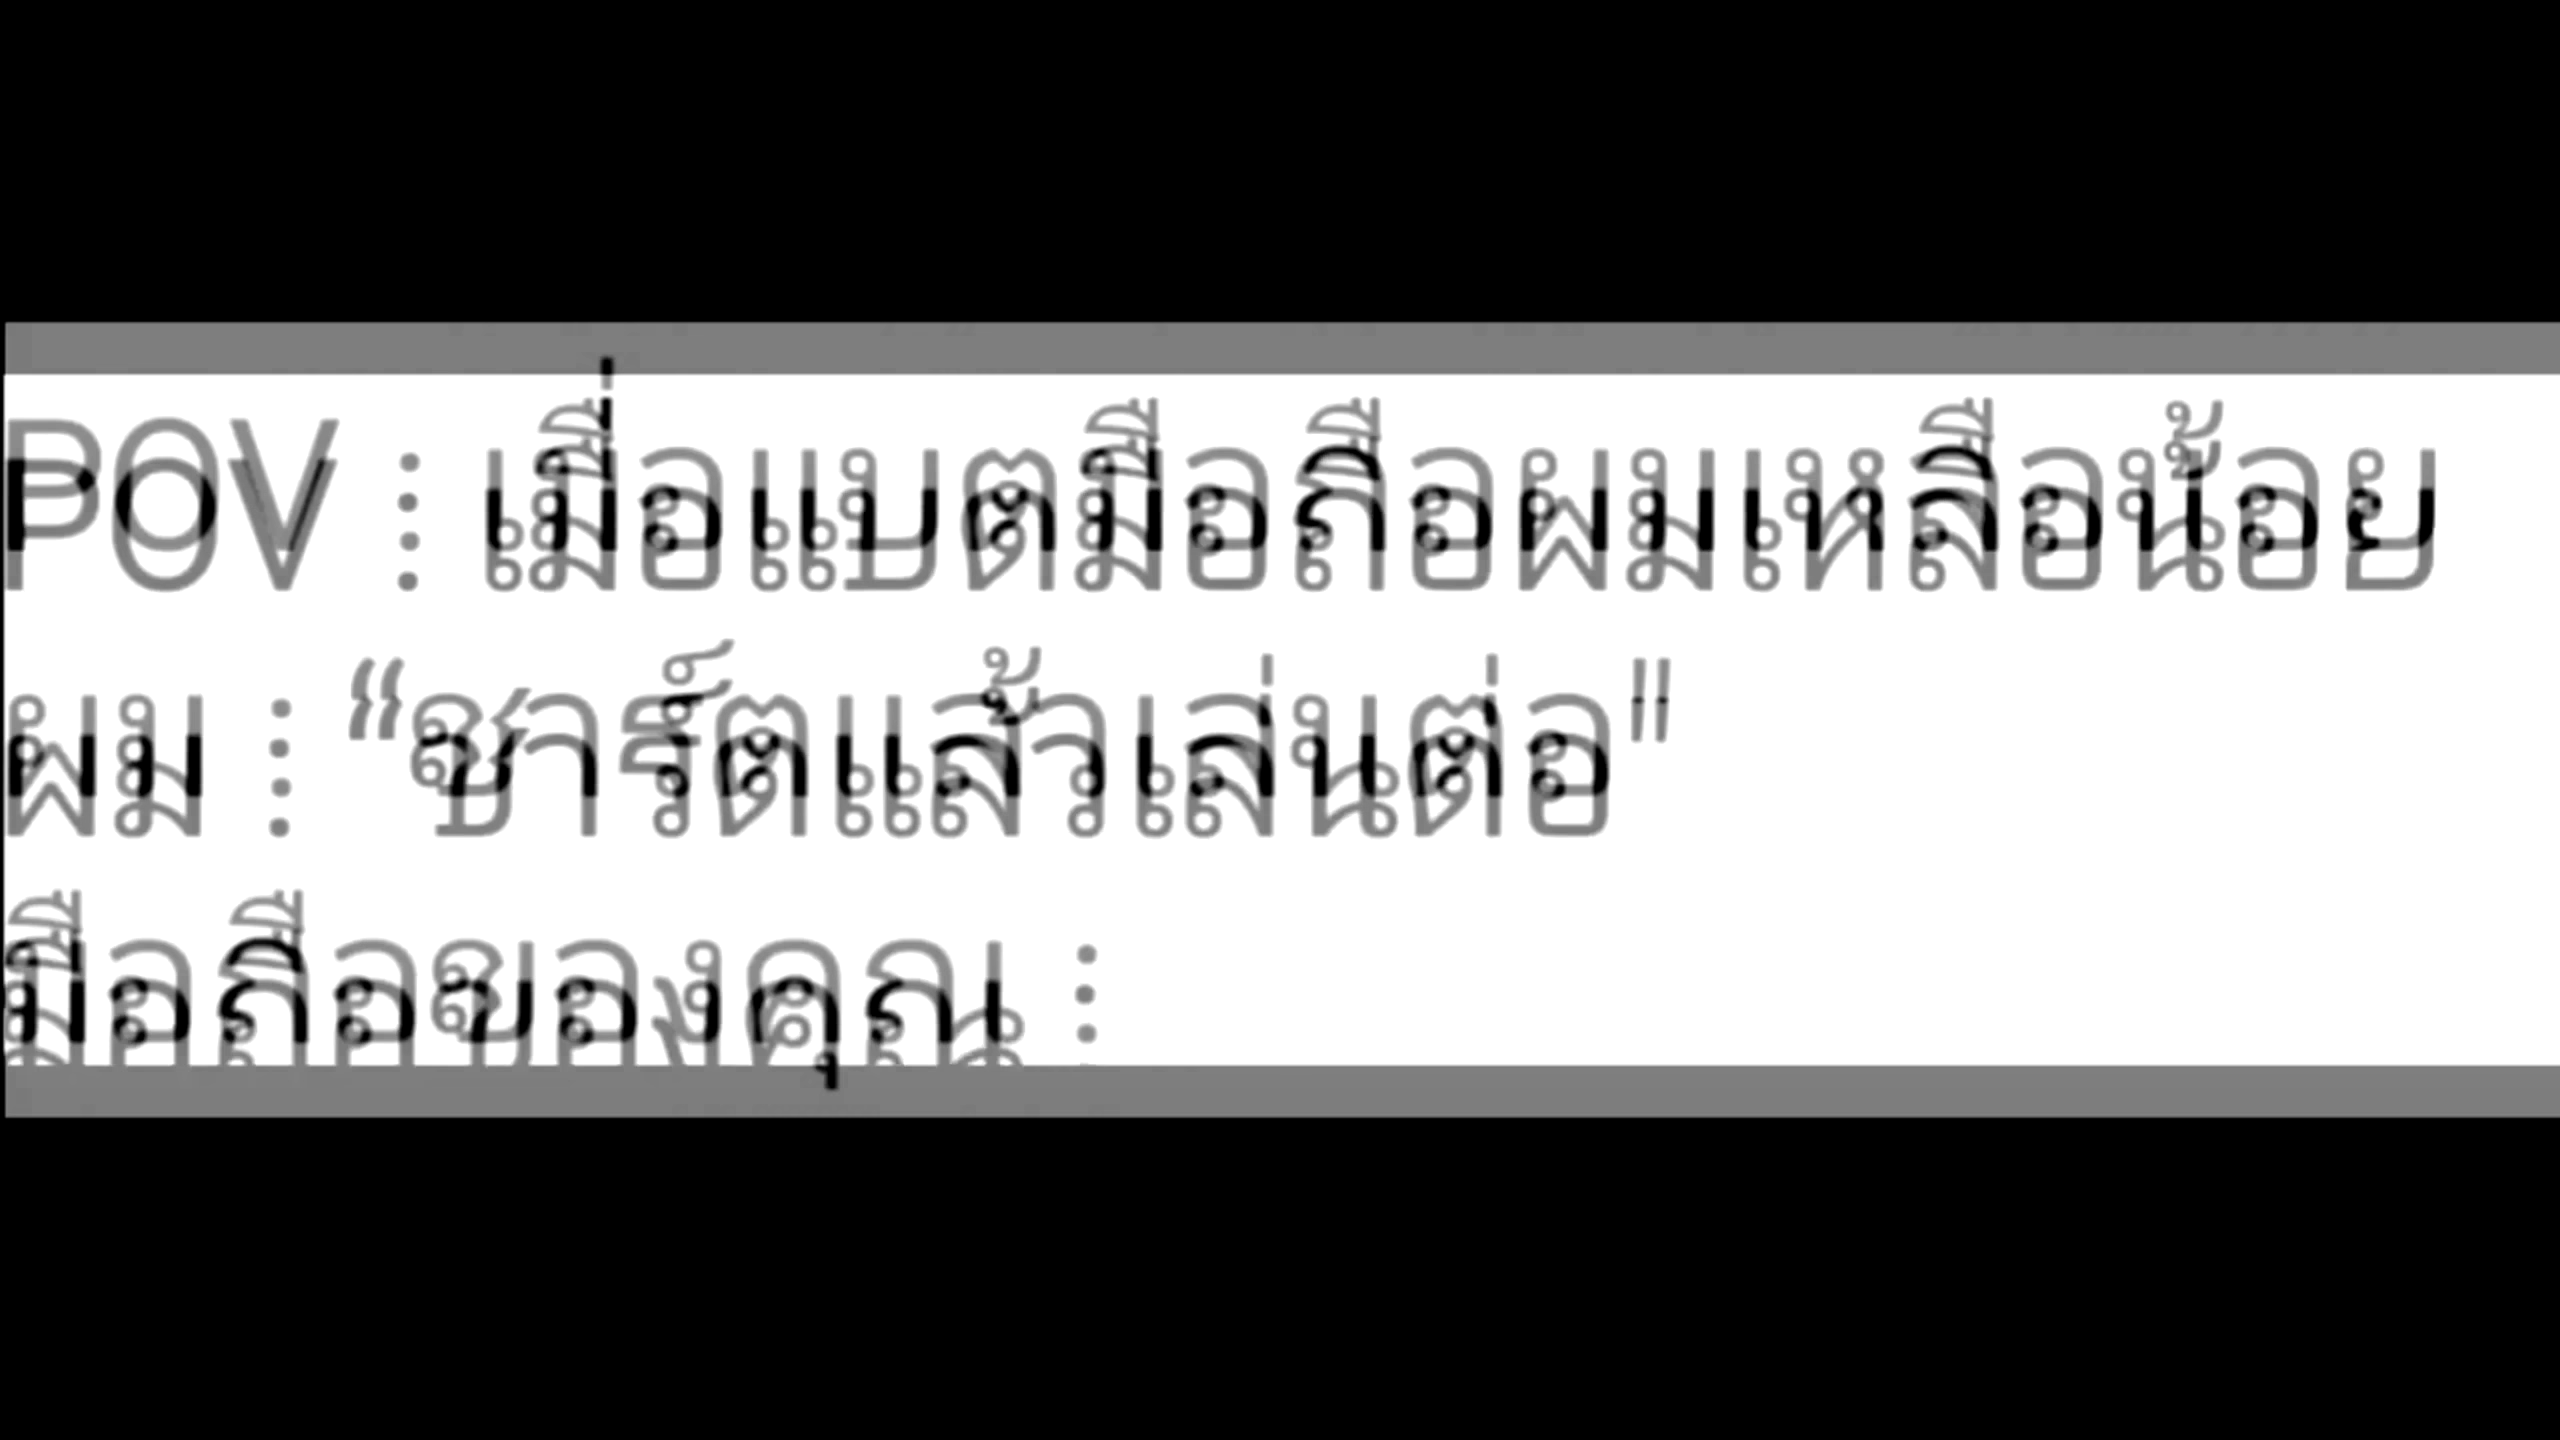 POV : เมื่อแบตมือถือผมเหลือน้อย
ผม : “ชาร์ตแล้วเล่นต่อ"
มือถือของคุณ :